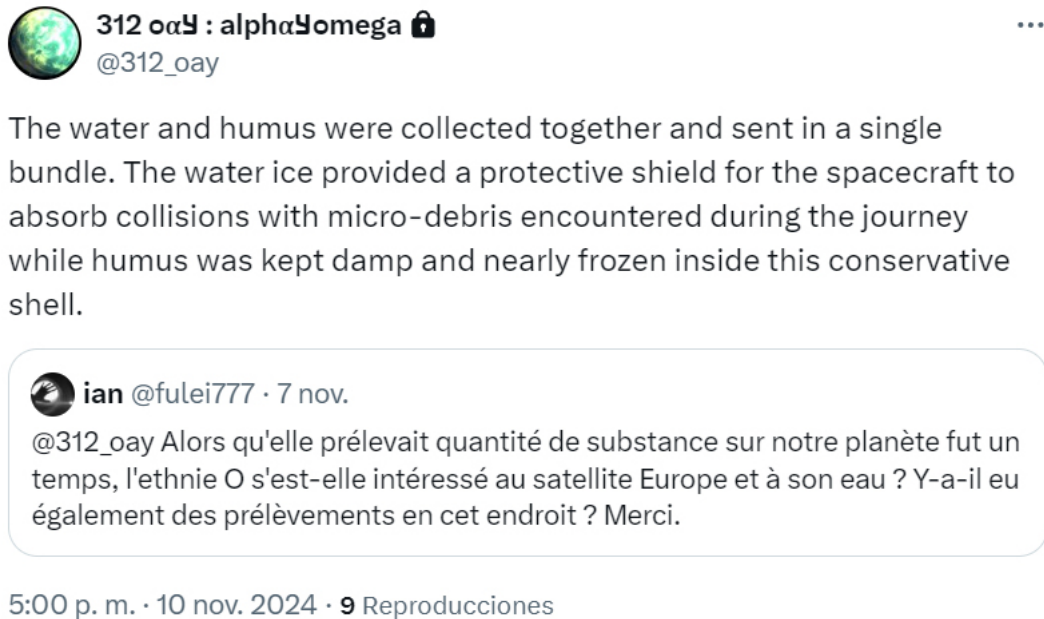 312 oαЧ : alphαЧomega
@312_oay
The water and humus were collected together and sent in a single
bundle. The water ice provided a protective shield for the spacecraft to
absorb collisions with micro-debris encountered during the journey
while humus was kept damp and nearly frozen inside this conservative
shell.
ian @fulei777 · 7 nov.
@312_oay Alors qu'elle prélevait quantité de substance sur notre planète fut un
temps, l'ethnie O s'est-elle intéressé au satellite Europe et à son eau ? Y-a-il eu
également des prélèvements en cet endroit ? Merci.
5:00 p. m. · 10 nov. 2024 · 9 Reproducciones